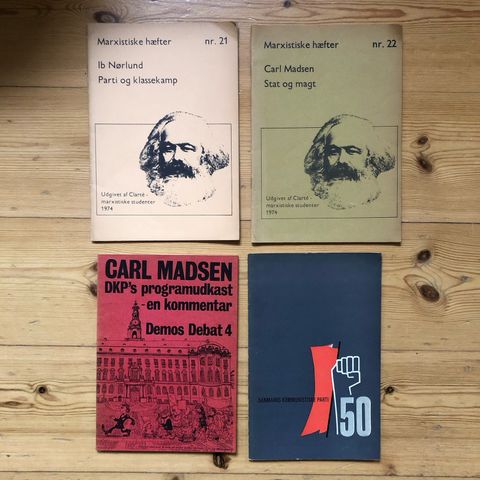 Marxistiske hæfter nr. 21
Ib Nørlund
Parti og klassekamp
Udgivet af Clarté -
marxistiske studenter
1974
Marxistiske hæfter nr. 22
Carl Madsen
Stat og magt
Udgivet af Clarté -
marxistiske studenter
1974
CARL MADSEN
DKP's programudkast
- en kommentar
Demos Debat 4
DANMARKS KOMMUNISTISKE PARTI
50